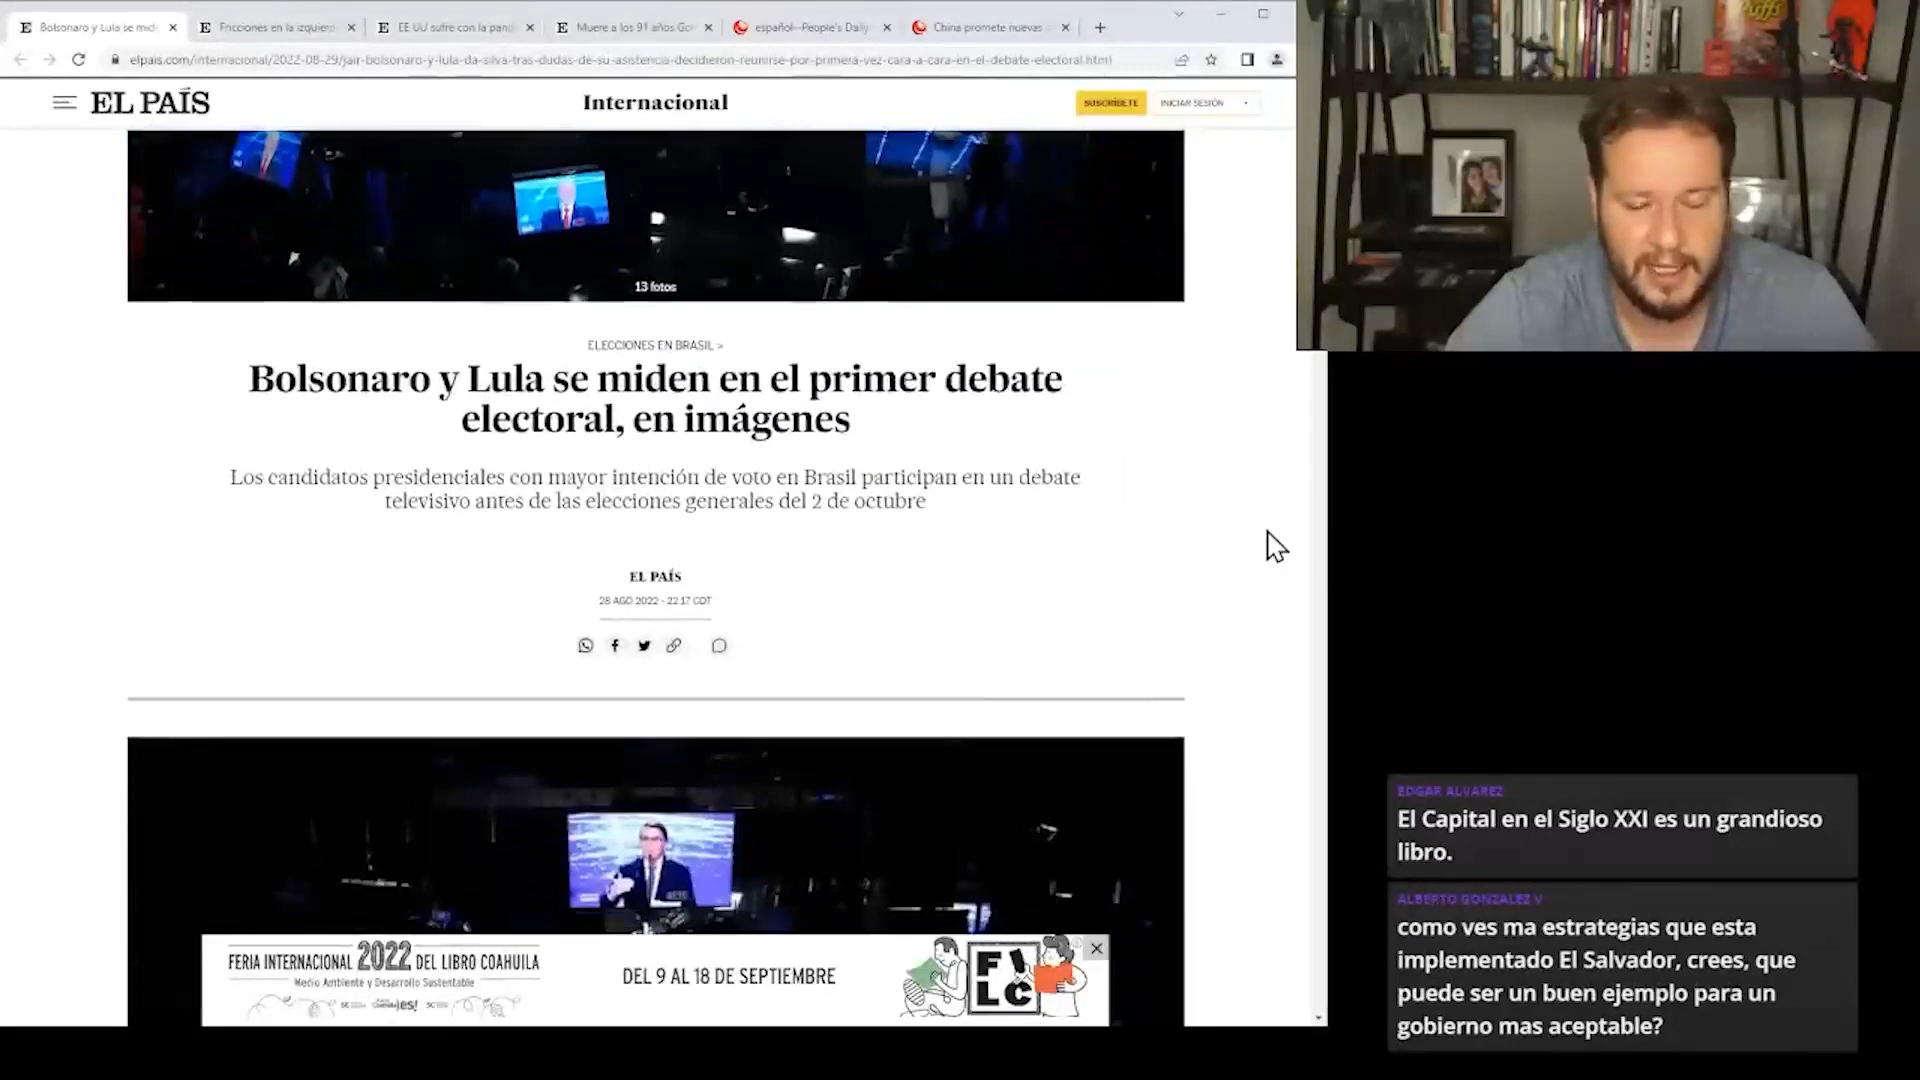 Bolsonaro y Lula se mid
Fricciones en la izquierd
EE UU sufre con la pand
Muere a los 91 años Go
español--People's Daily
China promete nuevas
elpais.com/internacional/2022-08-29/jair-bolsonaro-y-lula-da-silva-tras-dudas-de-su-asistencia-decidieron-reunirse-por-primera-vez-cara-a-cara-en-el-debate-electoral.html
EL PAÍS
Internacional
SUSCRÍBETE
INICIAR SESIÓN
Puffs
13 fotos
ELECCIONES EN BRASIL >
Bolsonaro y Lula se miden en el primer debate
electoral, en imágenes
Los candidatos presidenciales con mayor intención de voto en Brasil participan en un debate
televisivo antes de las elecciones generales del 2 de octubre
EL PAÍS
28 AGO 2022 - 22:17 CDT
FERIA INTERNACIONAL 2022 DEL LIBRO COAHUILA
Medio Ambiente y Desarrollo Sustentable
DEL 9 AL 18 DE SEPTIEMBRE
F!
LC
EDGAR ALVAREZ
El Capital en el Siglo XXI es un grandioso
libro.
ALBERTO GONZALEZ V
como ves ma estrategias que esta
implementado El Salvador, crees, que
puede ser un buen ejemplo para un
gobierno mas aceptable?